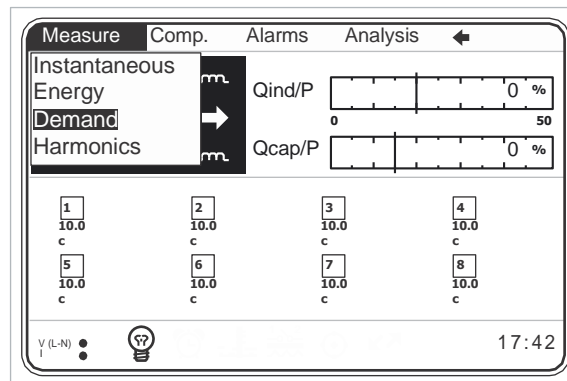 Measure Comp. Alarms Analysis
Instantaneous
Energy
Demand
Harmonics
Qind/P 0 %
0 50
Qcap/P 0 %
1 2 3 4
10.0 10.0 10.0 10.0
c c c c
5 6 7 8
10.0 10.0 10.0 10.0
c c c c
V (L-N)
I
17:42